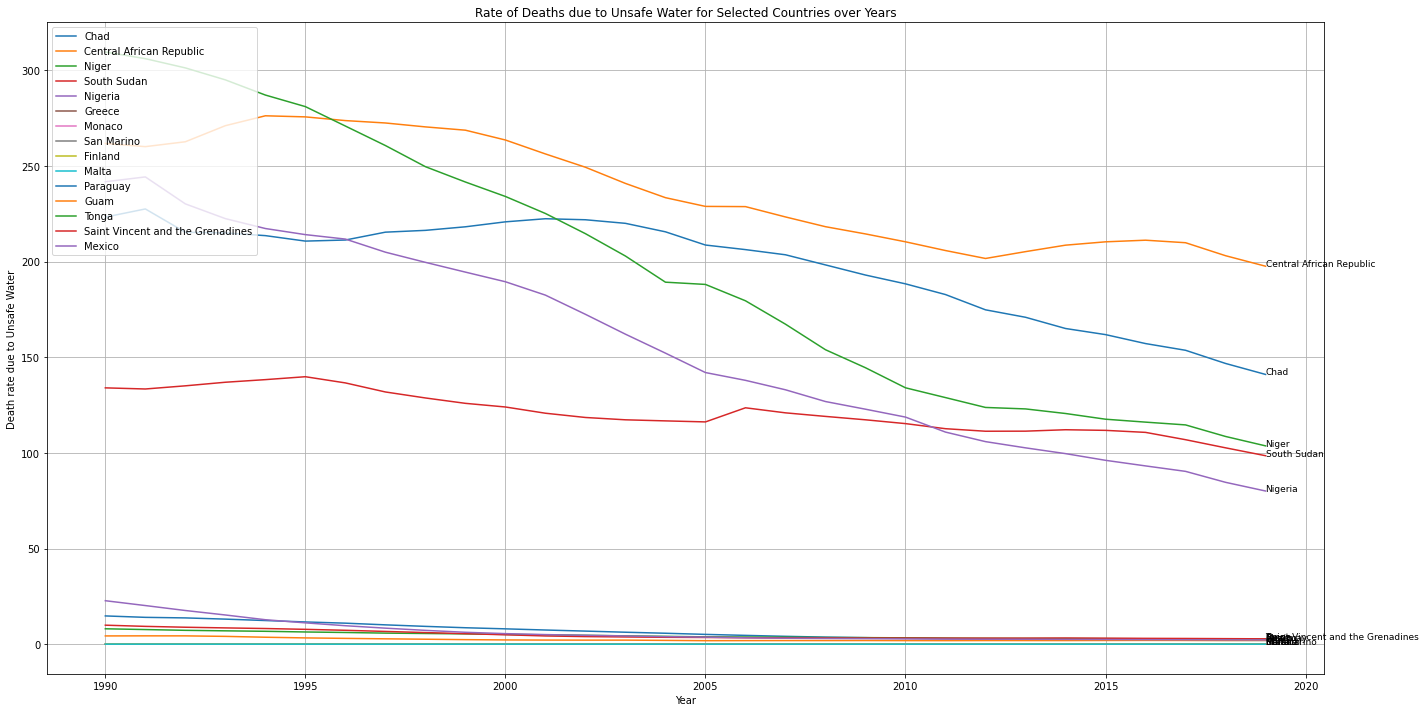 Rate of Deaths due to Unsafe Water for Selected Countries over Years
Chad
Central African Republic
Niger
South Sudan
Nigeria
Greece
Monaco
San Marino
Finland
Malta
Paraguay
Guam
Tonga
Saint Vincent and the Grenadines
Mexico
Death rate due to Unsafe Water
300
250
200
150
100
50
0
Central African Republic
Chad
Niger
South Sudan
Nigeria
Vincent and the Grenadines
1990
1995
2000
2005
2010
2015
2020
Year